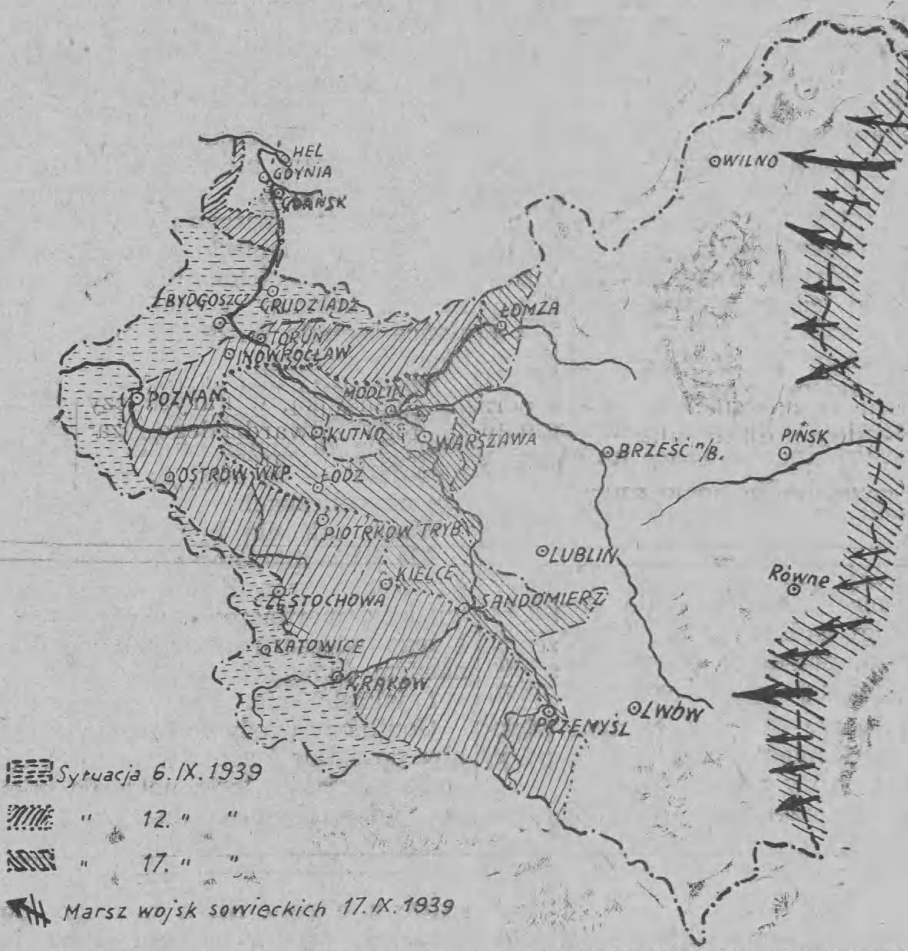 HEL
GDYNIA
GDAŃSK
WILNO
BYDGOSZCZ
GRUDZIĄDZ
ŁOMŻA
TORUŃ
INOWROCŁAW
MODLIN
POZNAŃ
KUTNO
WARSZAWA
BRZEŚĆ n/B.
PIŃSK
OSTRÓW WKP.
ŁÓDZ
PIOTRKÓW TRYB.
LUBLIN
Równe
KIELCE
CZĘSTOCHOWA
SANDOMIERZ
KATOWICE
KRAKÓW
PRZEMYŚL
LWÓW
Sytuacja 6.IX.1939
" 12. " "
" 17. " "
Marsz wojsk sowieckich 17.IX.1939